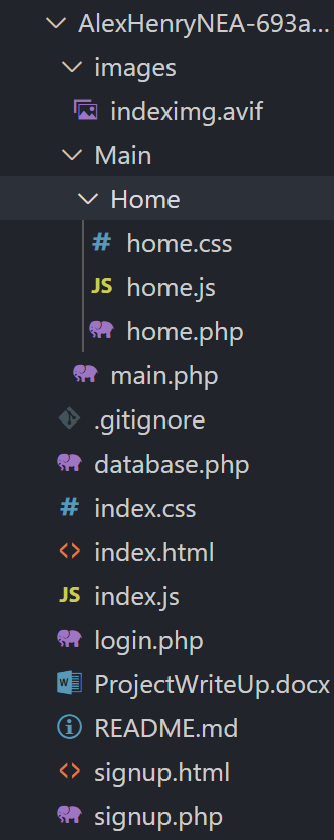 AlexHenryNEA-693a...
images
indeximg.avif
Main
Home
# home.css
JS home.js
home.php
main.php
.gitignore
database.php
# index.css
<> index.html
JS index.js
login.php
W ProjectWriteUp.docx
README.md
<> signup.html
signup.php